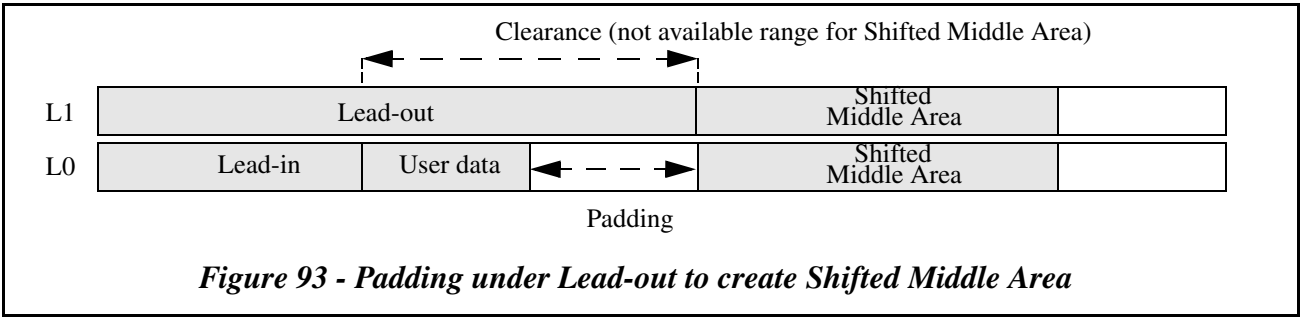 Clearance (not available range for Shifted Middle Area)
L1
Lead-out
Shifted
Middle Area
L0
Lead-in
User data
Shifted
Middle Area
Padding
Figure 93 - Padding under Lead-out to create Shifted Middle Area